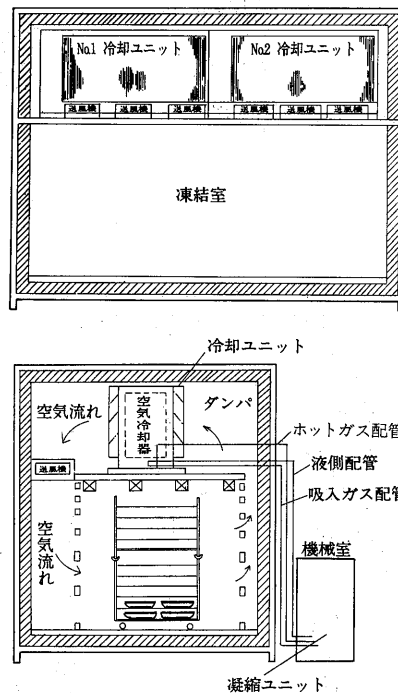 No.1 冷却ユニット
No.2 冷却ユニット
送風機 送風機 送風機 送風機 送風機 送風機
凍結室
冷却ユニット
空気流れ
空気冷却器
ダンパ
ホットガス配管
液側配管
送風機
吸入ガス配管
空気流れ
機械室
凝縮ユニット